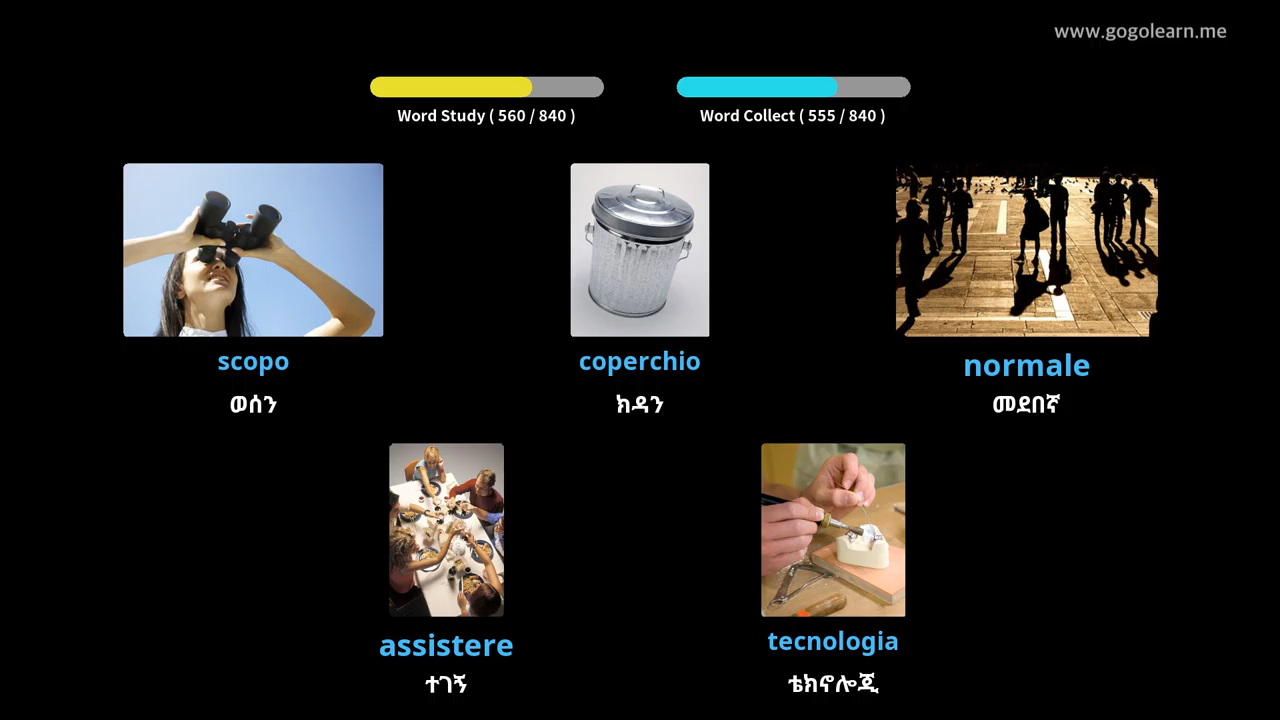 www.gogolearn.me
Word Study ( 560 / 840 )
Word Collect ( 555 / 840 )
scopo
ወሰን
coperchio
ክዳን
normale
መደበኛ
assistere
ተገኝ
tecnologia
ቴክኖሎጂ